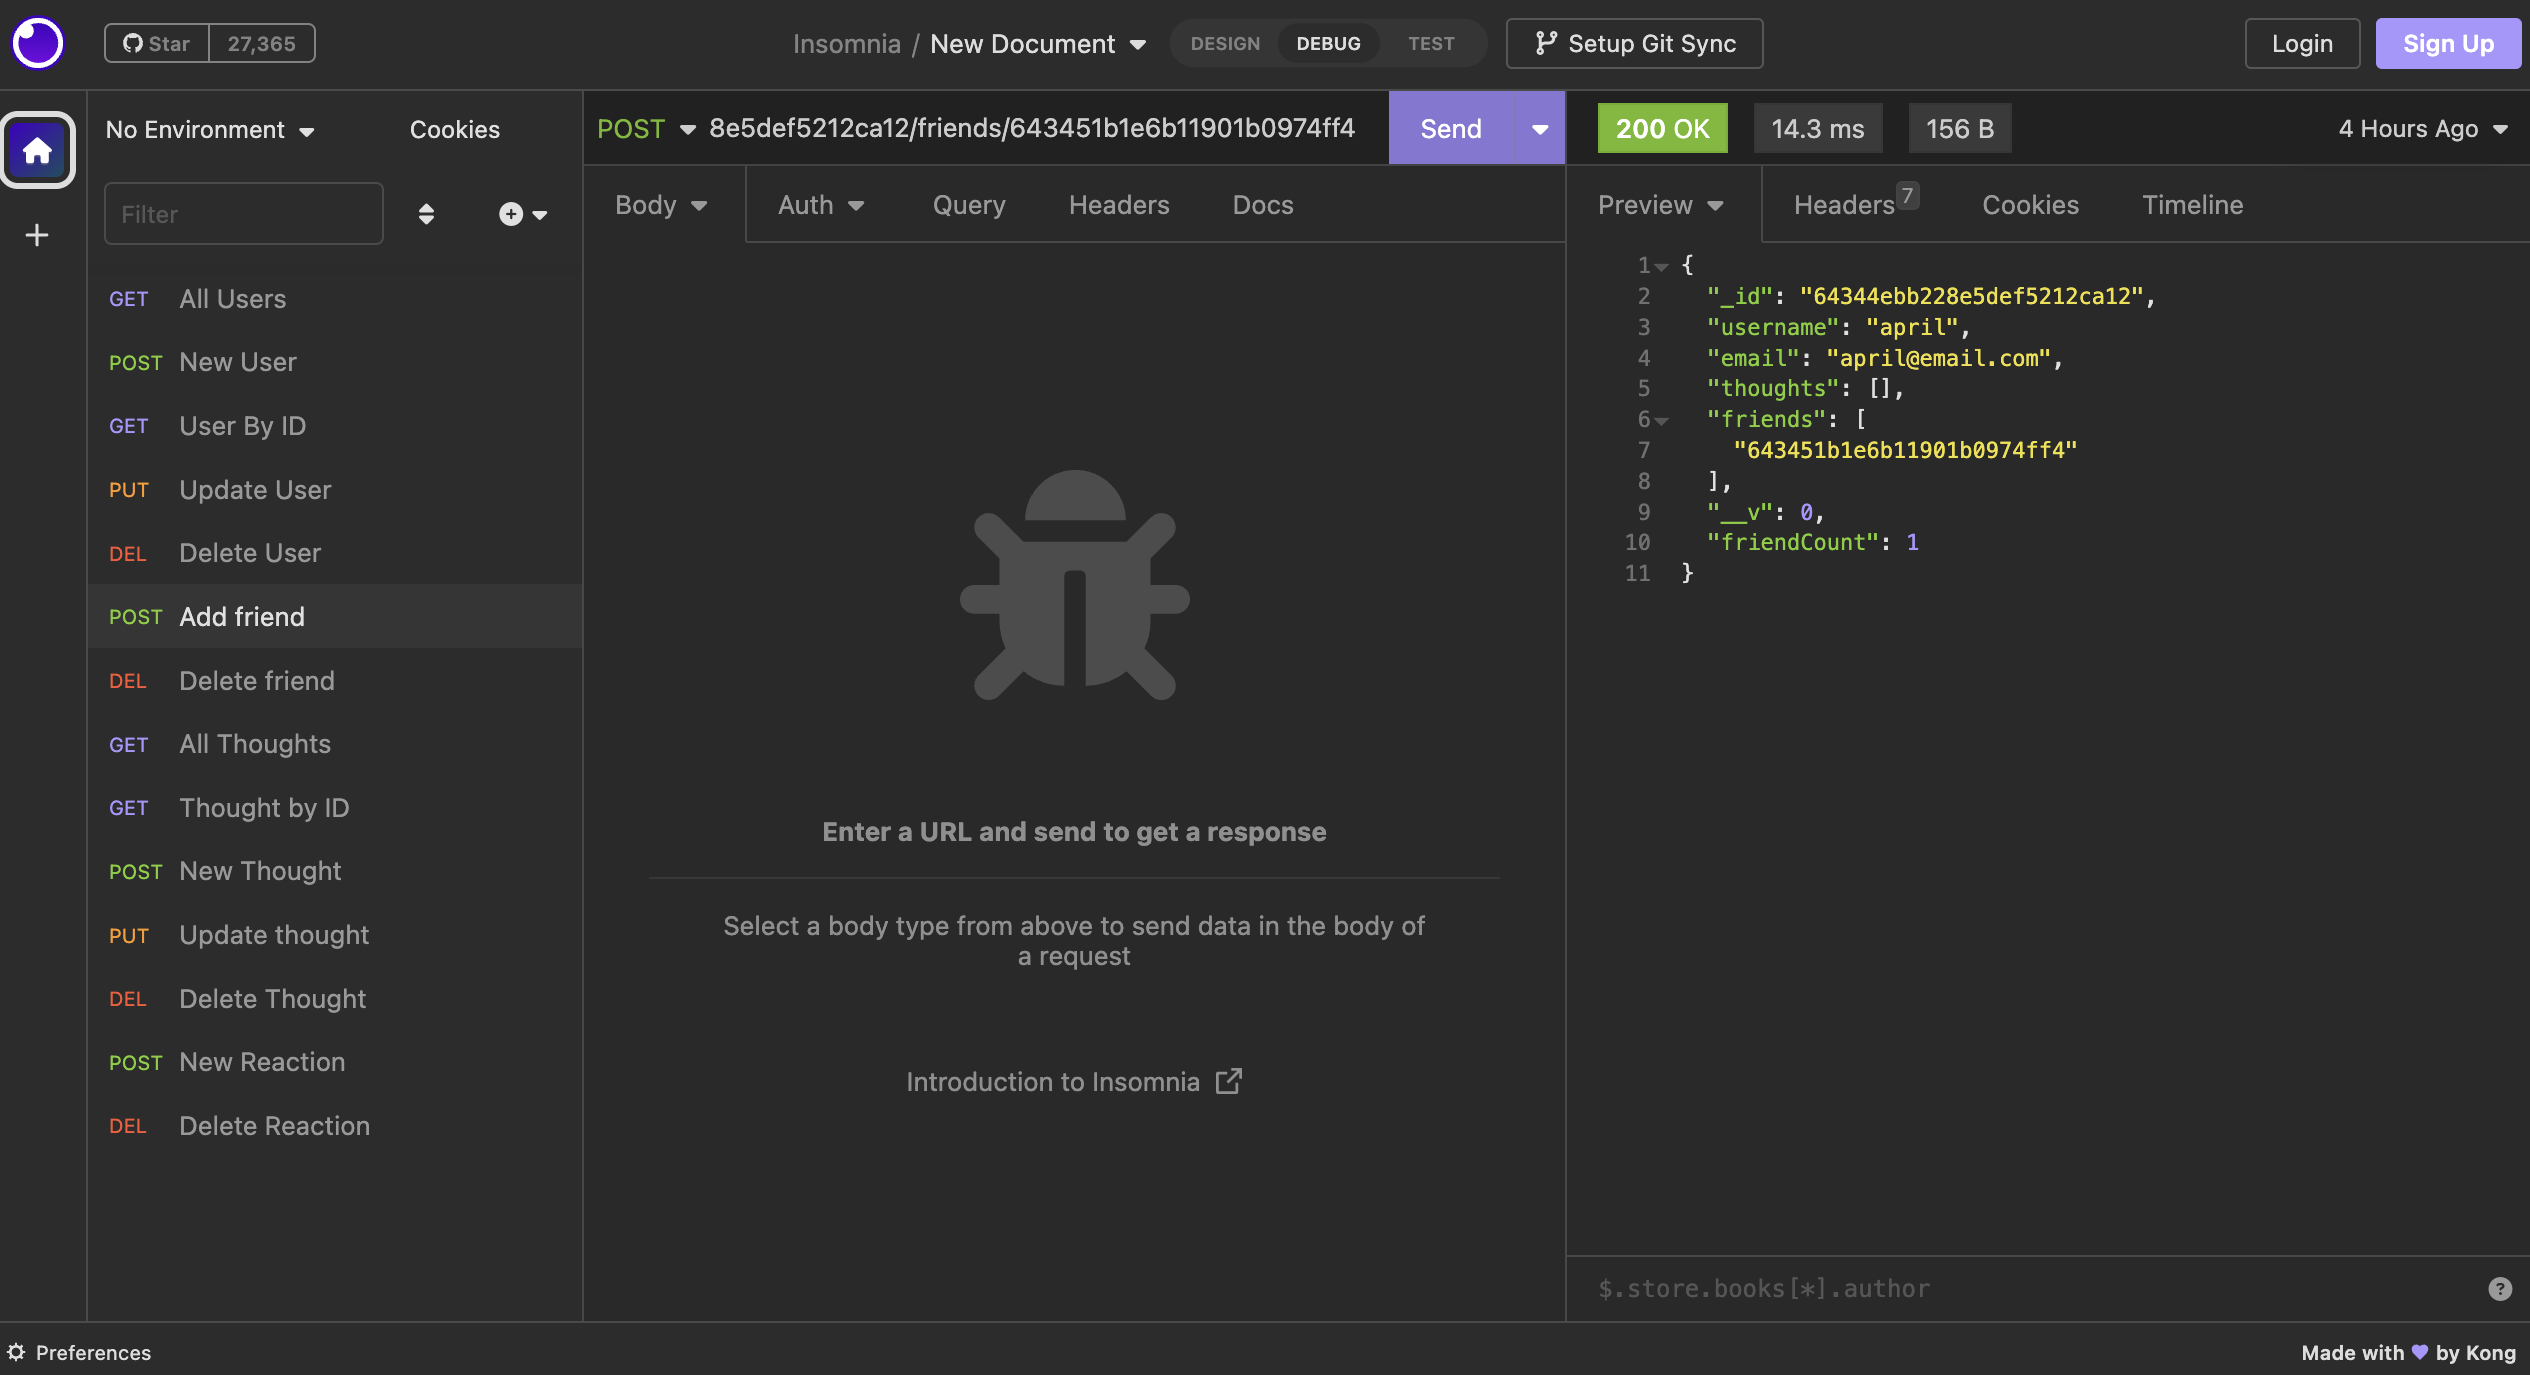 Star 27,365
Insomnia / New Document
DESIGN DEBUG TEST
Setup Git Sync
Login
Sign Up
No Environment
Cookies
Filter
GET All Users
POST New User
GET User By ID
PUT Update User
DEL Delete User
POST Add friend
DEL Delete friend
GET All Thoughts
GET Thought by ID
POST New Thought
PUT Update thought
DEL Delete Thought
POST New Reaction
DEL Delete Reaction
POST 8e5def5212ca12/friends/643451b1e6b11901b0974ff4
Send
Body Auth Query Headers Docs
Enter a URL and send to get a response
Select a body type from above to send data in the body of
a request
Introduction to Insomnia
200 OK 14.3 ms 156 B 4 Hours Ago
Preview Headers 7 Cookies Timeline
1 {
2 "_id": "64344ebb228e5def5212ca12",
3 "username": "april",
4 "email": "april@email.com",
5 "thoughts": [],
6 "friends": [
7 "643451b1e6b11901b0974ff4"
8 ],
9 "__v": 0,
10 "friendCount": 1
11 }
$.store.books[*].author
?
Preferences
Made with 💜 by Kong